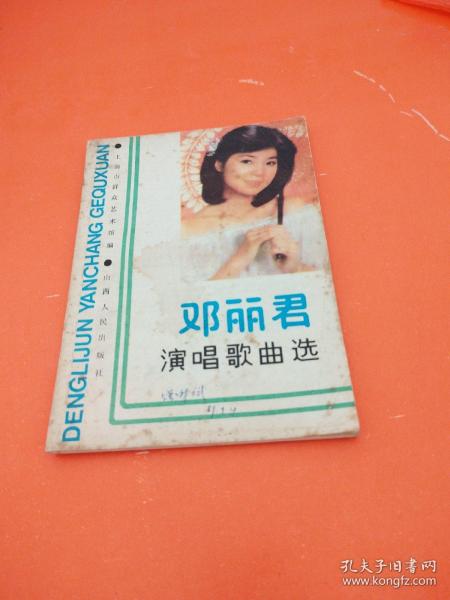 邓丽君
演唱歌曲选
DENGLIJUN YANCHANG GEQUXUAN
●上海市群众艺术馆编●山西人民出版社
孔夫子旧书网
www.kongfz.com